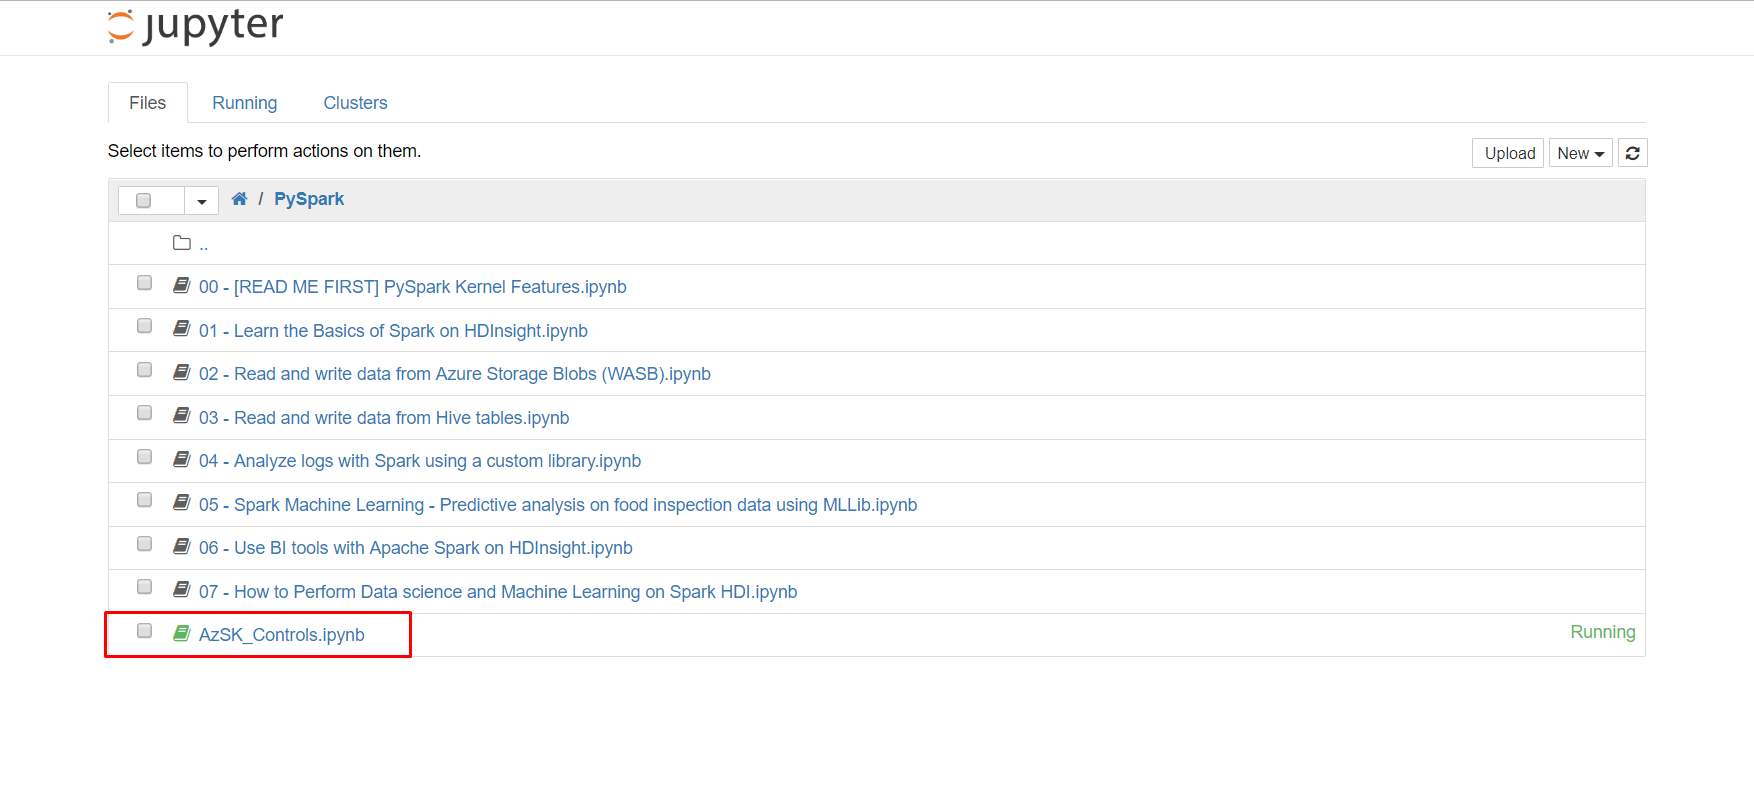 jupyter
Files Running Clusters
Select items to perform actions on them.
Upload New
/ PySpark
..
00 - [READ ME FIRST] PySpark Kernel Features.ipynb
01 - Learn the Basics of Spark on HDInsight.ipynb
02 - Read and write data from Azure Storage Blobs (WASB).ipynb
03 - Read and write data from Hive tables.ipynb
04 - Analyze logs with Spark using a custom library.ipynb
05 - Spark Machine Learning - Predictive analysis on food inspection data using MLLib.ipynb
06 - Use BI tools with Apache Spark on HDInsight.ipynb
07 - How to Perform Data science and Machine Learning on Spark HDI.ipynb
AzSK_Controls.ipynb Running